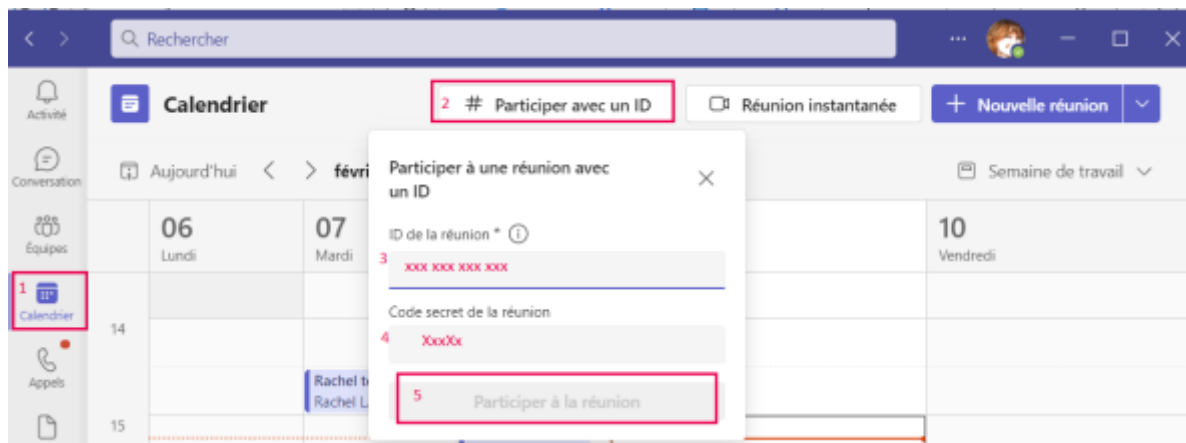 Rechercher
Activité
Calendrier
2 # Participer avec un ID
Réunion instantanée
+ Nouvelle réunion
Conversation
Aujourd'hui
févri
Semaine de travail
Participer à une réunion avec
un ID
Équipes
06
Lundi
07
Mardi
10
Vendredi
ID de la réunion *
3 xxx xxx xxx xxx
1
Calendrier
Code secret de la réunion
14
4 XxxXx
Appels
Rachel t
Rachel L
5 Participer à la réunion
15